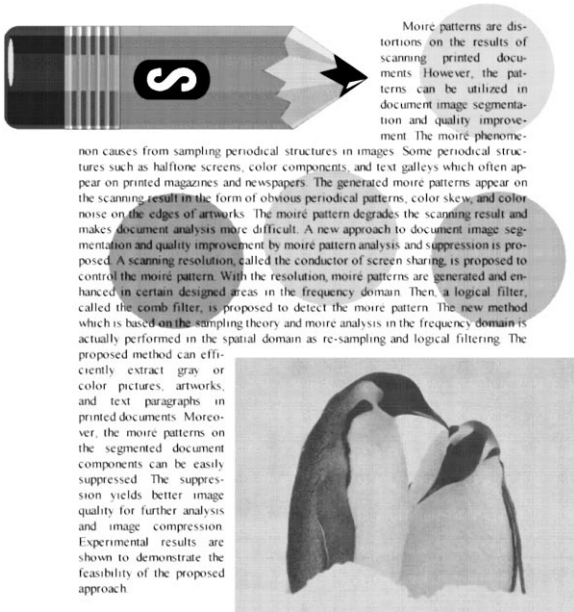 S
Moiré patterns are dis-
tortions on the results of
scanning printed docu-
ments. However, the pat-
terns can be utilized in
document image segmenta-
tion and quality improve-
ment. The moiré phenome-
non causes from sampling periodical structures in images. Some periodical struc-
tures such as halftone screens, color components, and text galleys which often ap-
pear on printed magazines and newspapers. The generated moiré patterns appear on
the scanning result in the form of obvious periodical patterns, color skew, and color
noise on the edges of artworks. The moiré pattern degrades the scanning result and
makes document analysis more difficult. A new approach to document image seg-
mentation and quality improvement by moiré pattern analysis and suppression is pro-
posed. A scanning resolution, called the conductor of screen sharing, is proposed to
control the moiré pattern. With the resolution, moiré patterns are generated and en-
hanced in certain designed areas in the frequency domain. Then, a logical filter,
called the comb filter, is proposed to detect the moiré pattern. The new method
which is based on the sampling theory and moiré analysis in the frequency domain is
actually performed in the spatial domain as re-sampling and logical filtering. The
proposed method can effi-
ciently extract gray or
color pictures, artworks,
and text paragraphs in
printed documents. Moreo-
ver, the moiré patterns on
the segmented document
components can be easily
suppressed. The suppres-
sion yields better image
quality for further analysis
and image compression.
Experimental results are
shown to demonstrate the
feasibility of the proposed
approach.